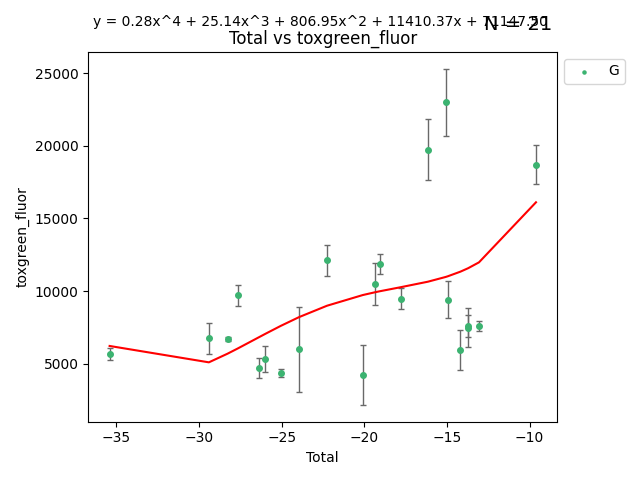 y = 0.28x^4 + 25.14x^3 + 806.95x^2 + 11410.37x +
N = 21
Total vs toxgreen_fluor
G
25000
20000
15000
10000
5000
toxgreen_fluor
−35 −30 −25 −20 −15 −10
Total